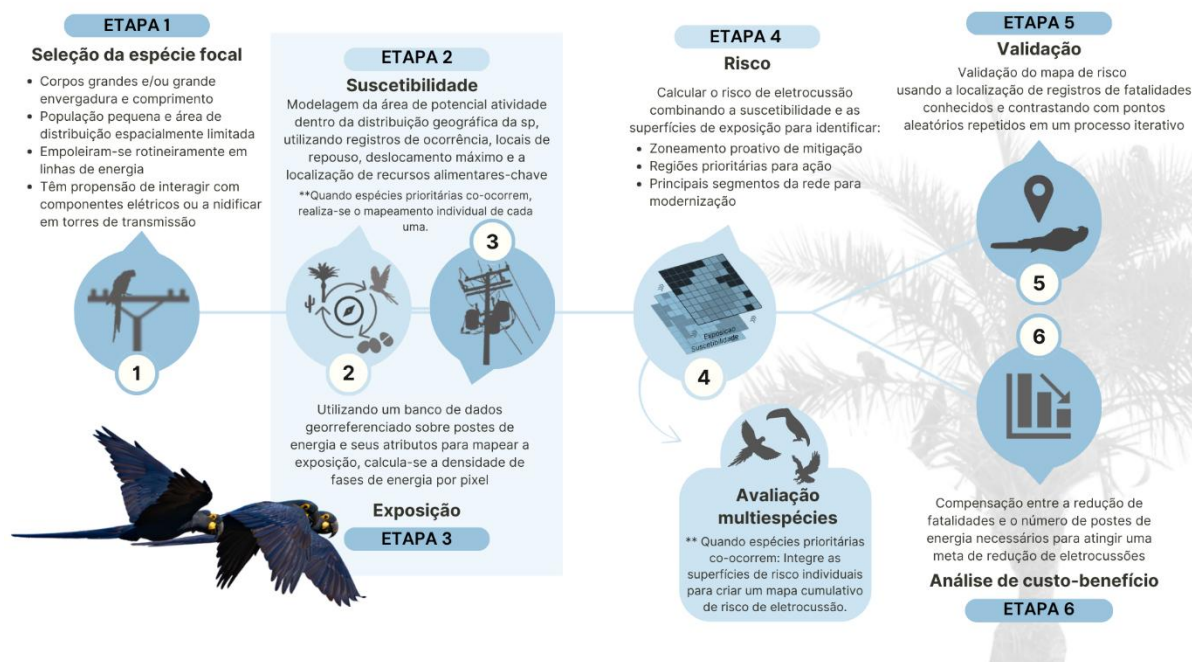 ETAPA 1
Seleção da espécie focal
• Corpos grandes e/ou grande
envergadura e comprimento
• População pequena e área de
distribuição espacialmente limitada
• Empoleiram-se rotineiramente em
linhas de energia
• Têm propensão de interagir com
componentes elétricos ou a nidificar
em torres de transmissão
1
ETAPA 2
Suscetibilidade
Modelagem da área de potencial atividade
dentro da distribuição geográfica da sp,
utilizando registros de ocorrência, locais de
repouso, deslocamento máximo e a
localização de recursos alimentares-chave
**Quando espécies prioritárias co-ocorrem,
realiza-se o mapeamento individual de cada
uma.
2
3
Utilizando um banco de dados
georreferenciado sobre postes de
energia e seus atributos para mapear a
exposição, calcula-se a densidade de
fases de energia por pixel
Exposição
ETAPA 3
ETAPA 4
Risco
Calcular o risco de eletrocussão
combinando a suscetibilidade e as
superfícies de exposição para identificar:
• Zoneamento proativo de mitigação
• Regiões prioritárias para ação
• Principais segmentos da rede para
modernização
Exposição
Suscetibilidade
4
Avaliação
multiespécies
** Quando espécies prioritárias
co-ocorrem: Integre as
superfícies de risco individuais
para criar um mapa cumulativo
de risco de eletrocussão.
ETAPA 5
Validação
Validação do mapa de risco
usando a localização de registros de fatalidades
conhecidos e contrastando com pontos
aleatórios repetidos em um processo iterativo
5
6
Compensação entre a redução de
fatalidades e o número de postes de
energia necessários para atingir uma
meta de redução de eletrocussões
Análise de custo-benefício
ETAPA 6